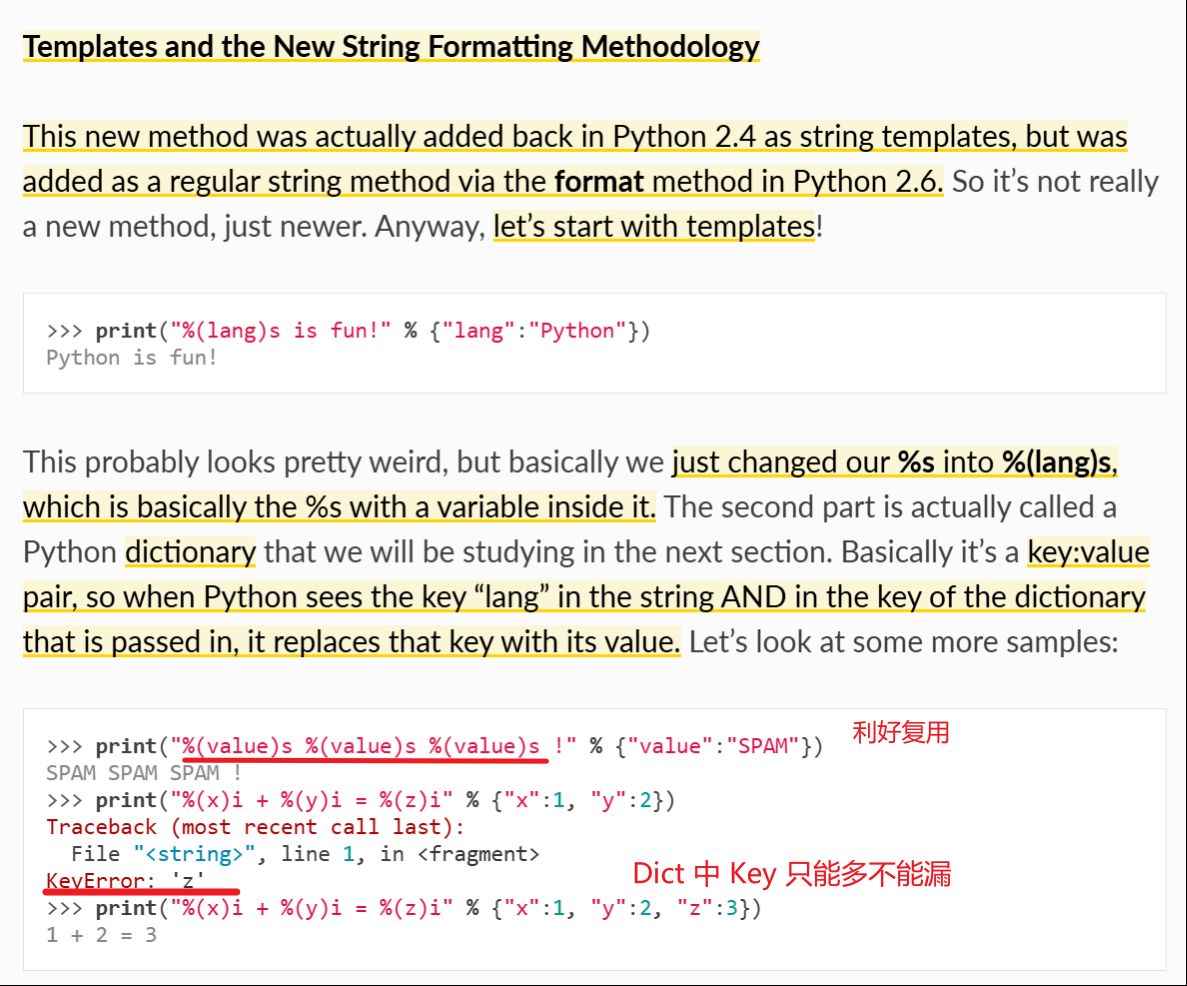 Templates and the New String Formatting Methodology
This new method was actually added back in Python 2.4 as string templates, but was
added as a regular string method via the format method in Python 2.6. So it’s not really
a new method, just newer. Anyway, let’s start with templates!
>>> print("%(lang)s is fun!" % {"lang":"Python"})
Python is fun!
This probably looks pretty weird, but basically we just changed our %s into %(lang)s,
which is basically the %s with a variable inside it. The second part is actually called a
Python dictionary that we will be studying in the next section. Basically it’s a key:value
pair, so when Python sees the key “lang” in the string AND in the key of the dictionary
that is passed in, it replaces that key with its value. Let’s look at some more samples:
>>> print("%(value)s %(value)s %(value)s !" % {"value":"SPAM"}) 利好复用
SPAM SPAM SPAM !
>>> print("%(x)i + %(y)i = %(z)i" % {"x":1, "y":2})
Traceback (most recent call last):
  File "<string>", line 1, in <fragment>
KeyError: 'z' Dict 中 Key 只能多不能漏
>>> print("%(x)i + %(y)i = %(z)i" % {"x":1, "y":2, "z":3})
1 + 2 = 3